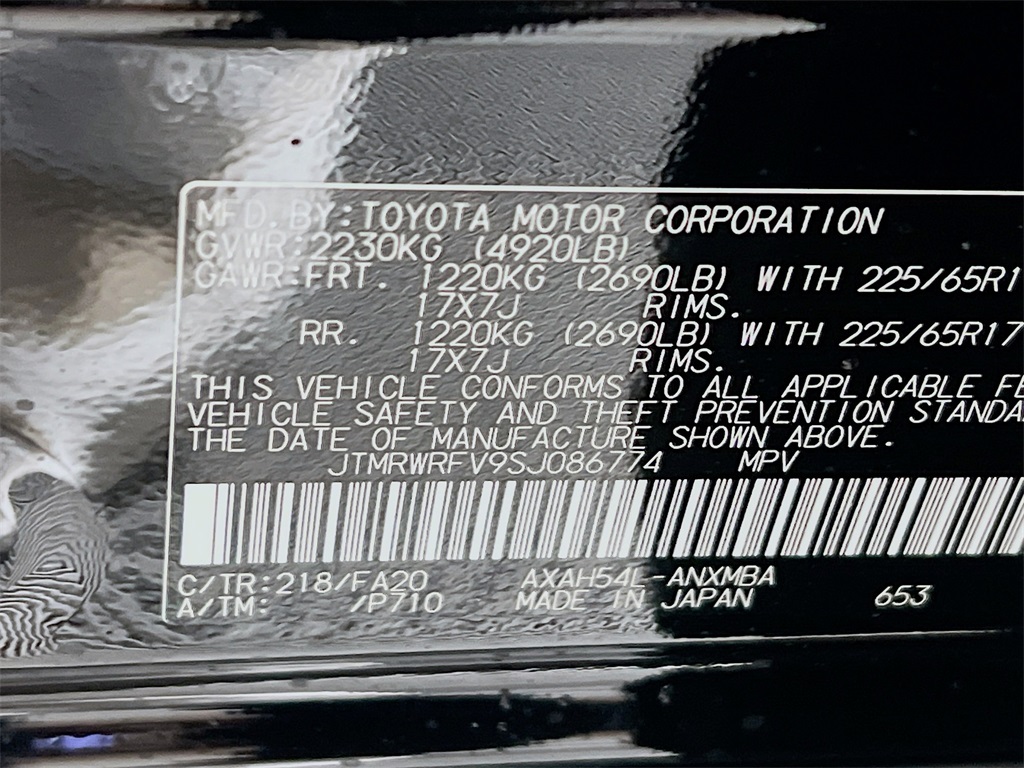 MFD.BY:TOYOTA MOTOR CORPORATION
GVWR:2230KG (4920LB)
GAWR:FRT. 1220KG (2690LB) WITH 225/65R1
17X7J RIMS.
RR. 1220KG (2690LB) WITH 225/65R17
17X7J RIMS.
THIS VEHICLE CONFORMS TO ALL APPLICABLE FE
VEHICLE SAFETY AND THEFT PREVENTION STANDA
THE DATE OF MANUFACTURE SHOWN ABOVE.
JTMRWRFV9SJ086774 MPV
C/TR:218/FA20 AXAH54L-ANXMBA
A/TM: /P710 MADE IN JAPAN 653